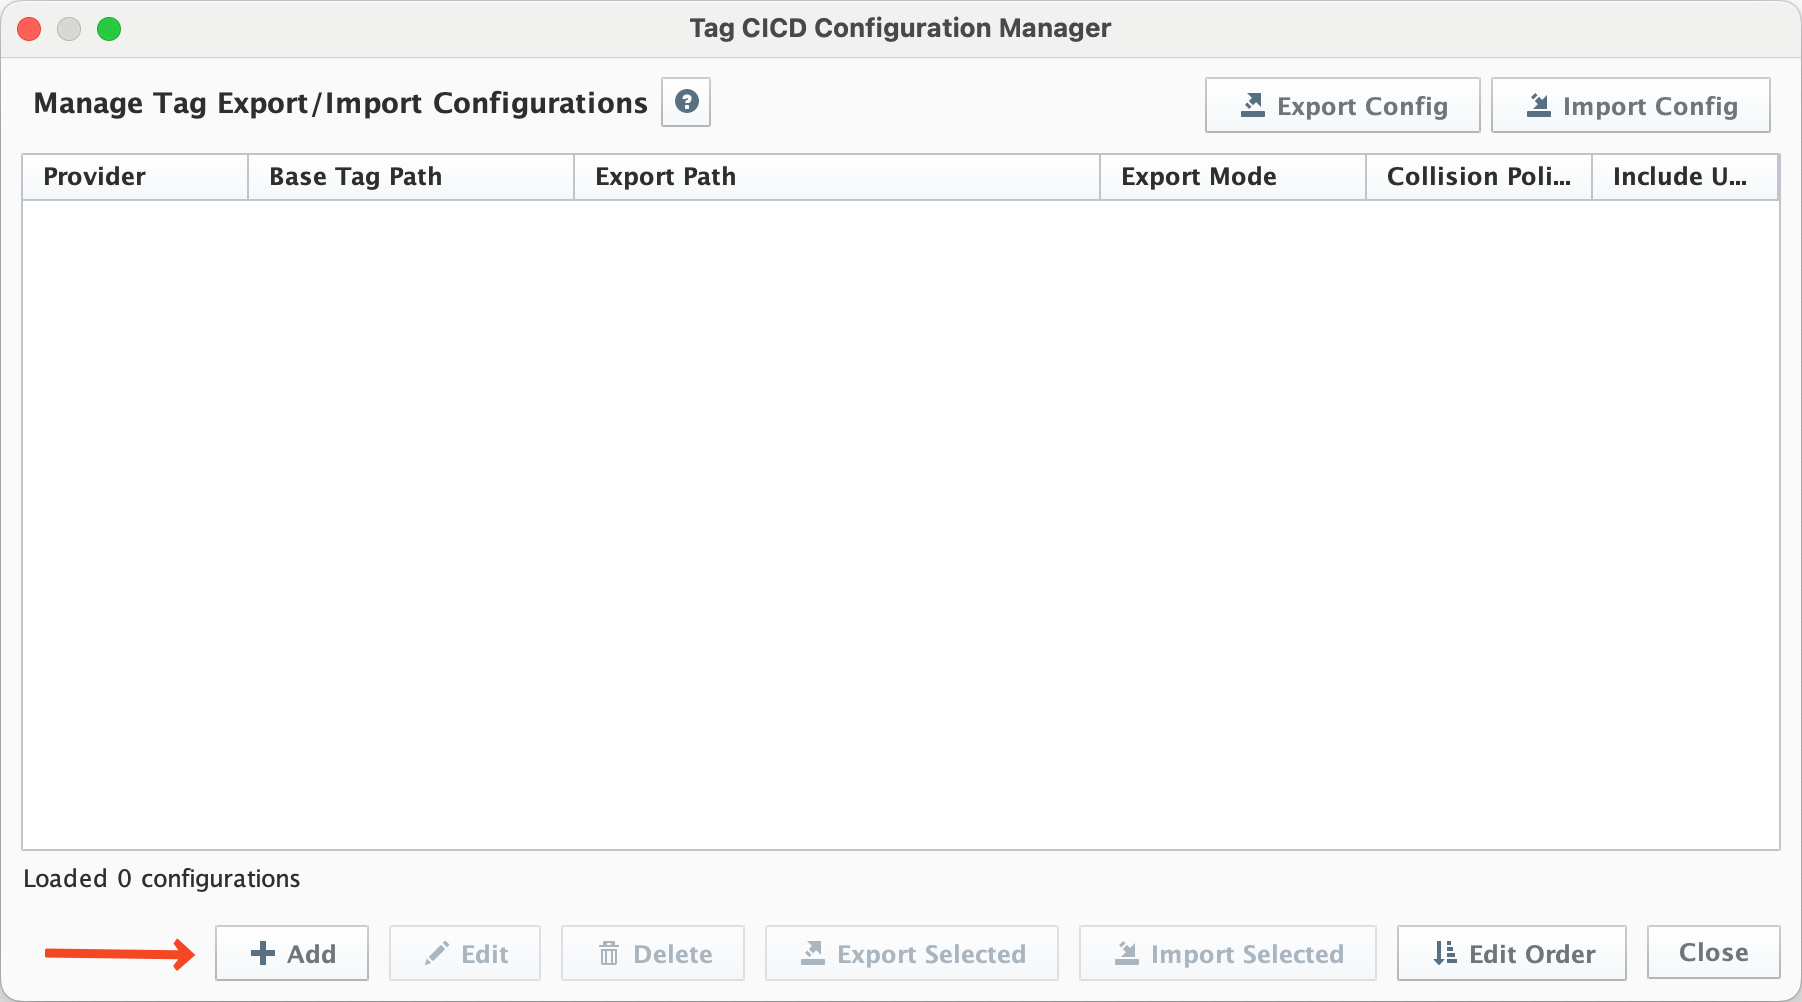 Tag CICD Configuration Manager
Manage Tag Export/Import Configurations ?
Export Config
Import Config
Provider Base Tag Path Export Path Export Mode Collision Poli... Include U...
Loaded 0 configurations
Add Edit Delete Export Selected Import Selected Edit Order Close